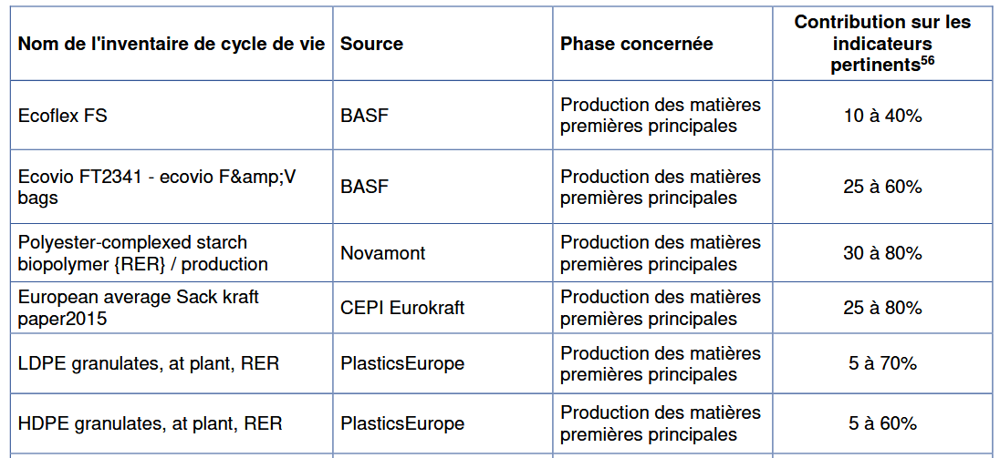 Nom de l'inventaire de cycle de vie Source Phase concernée Contribution sur les
indicateurs
pertinents56
Ecoflex FS BASF Production des matières
premières principales 10 à 40%
Ecovio FT2341 - ecovio F&amp;V
bags BASF Production des matières
premières principales 25 à 60%
Polyester-complexed starch
biopolymer {RER} / production Novamont Production des matières
premières principales 30 à 80%
European average Sack kraft
paper2015 CEPI Eurokraft Production des matières
premières principales 25 à 80%
LDPE granulates, at plant, RER PlasticsEurope Production des matières
premières principales 5 à 70%
HDPE granulates, at plant, RER PlasticsEurope Production des matières
premières principales 5 à 60%